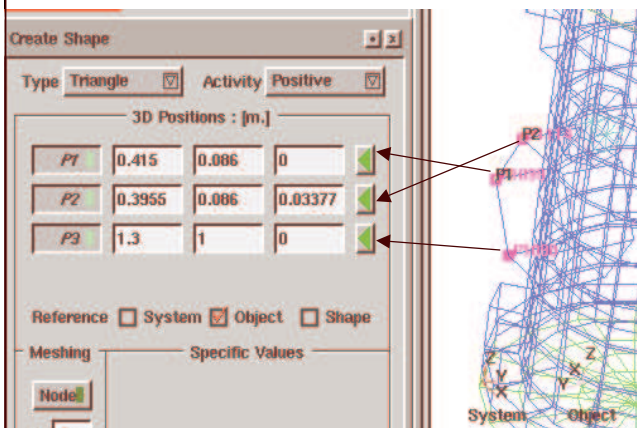 Create Shape
Type Triangle Activity Positive
3D Positions : [m.]
P1 0.415 0.086 0
P2 0.3955 0.086 0.03377
P3 1.3 1 0
Reference System Object Shape
Meshing Specific Values
Node
P2
P1
Z Y X Z X Y
System Object